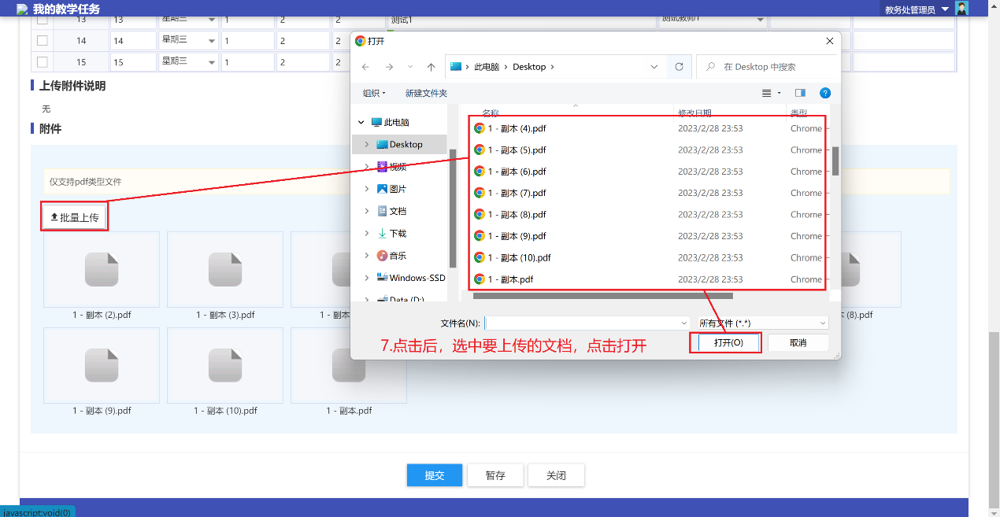 我的教学任务
教务处管理员
13 13 星期三 1 2 测试1 测试教师1
14 14 星期三 1 2 2
15 15 星期三 1 2 2
上传附件说明
无
附件
仅支持pdf类型文件
批量上传
打开
此电脑 Desktop
在 Desktop 中搜索
组织 新建文件夹
名称 修改日期 类型
此电脑
Desktop
视频
图片
文档
下载
音乐
Windows-SSD
Data (D:)
1 - 副本 (4).pdf 2023/2/28 23:53 Chrome
1 - 副本 (5).pdf 2023/2/28 23:53 Chrome
1 - 副本 (6).pdf 2023/2/28 23:53 Chrome
1 - 副本 (7).pdf 2023/2/28 23:53 Chrome
1 - 副本 (8).pdf 2023/2/28 23:53 Chrome
1 - 副本 (9).pdf 2023/2/28 23:53 Chrome
1 - 副本 (10).pdf 2023/2/28 23:53 Chrome
1 - 副本.pdf 2023/2/28 23:53 Chrome
文件名(N): 所有文件 (*.*)
7.点击后，选中要上传的文档，点击打开
打开(O) 取消
1 - 副本 (2).pdf 1 - 副本 (3).pdf 1 - 副本 (8).pdf
1 - 副本 (9).pdf 1 - 副本 (10).pdf 1 - 副本.pdf
提交 暂存 关闭
javascript:void(0)